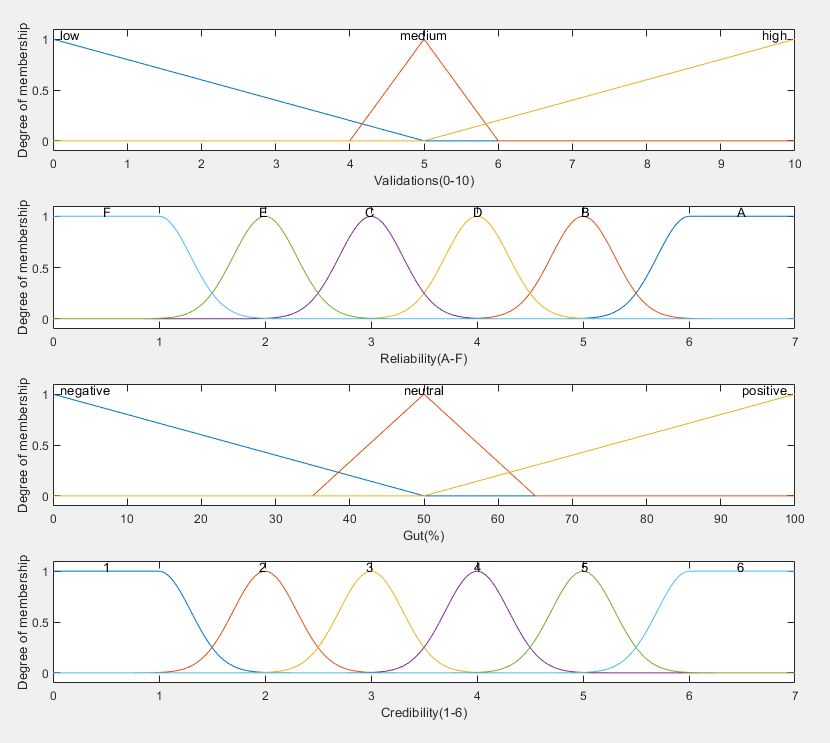 low medium high
Degree of membership
1
0.5
0
0 1 2 3 4 5 6 7 8 9 10
Validations(0-10)
F E C D B A
Degree of membership
1
0.5
0
0 1 2 3 4 5 6 7
Reliability(A-F)
negative neutral positive
Degree of membership
1
0.5
0
0 10 20 30 40 50 60 70 80 90 100
Gut(%)
1 2 3 4 5 6
Degree of membership
1
0.5
0
0 1 2 3 4 5 6 7
Credibility(1-6)